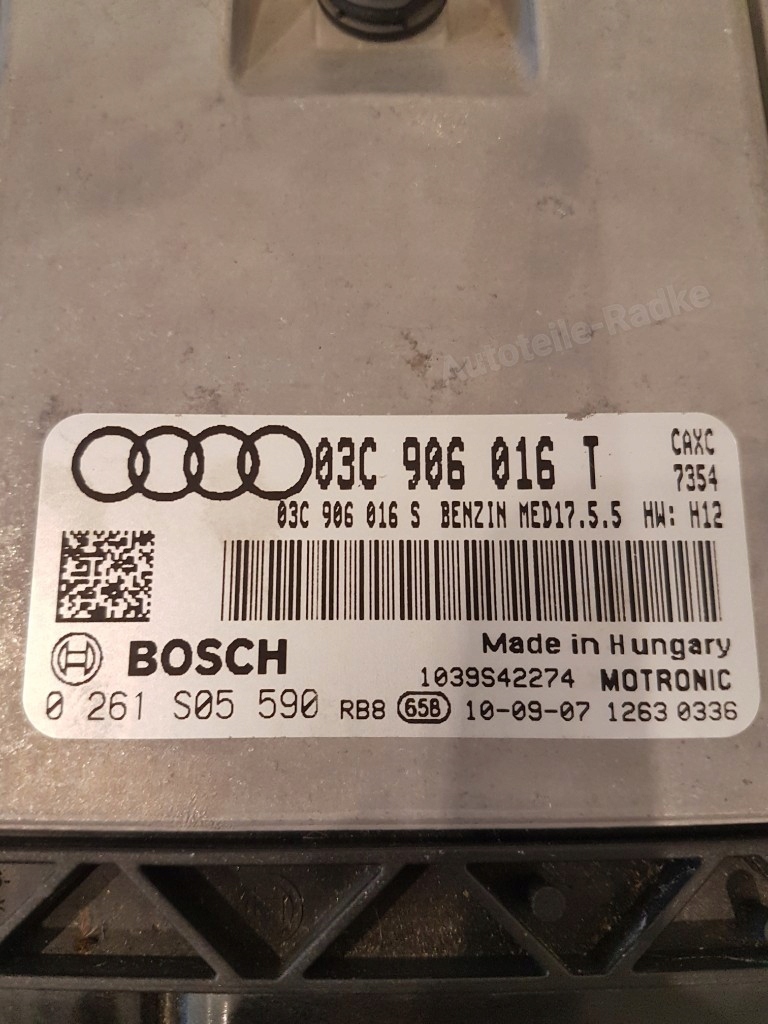 Autoteile-Radke
03C 906 016 T
CAXC
7354
03C 906 016 S BENZIN MED17.5.5 HW: H12
BOSCH
Made in Hungary
1039S42274 MOTRONIC
0 261 S05 590 RB8 65B 10-09-07 1263 0336